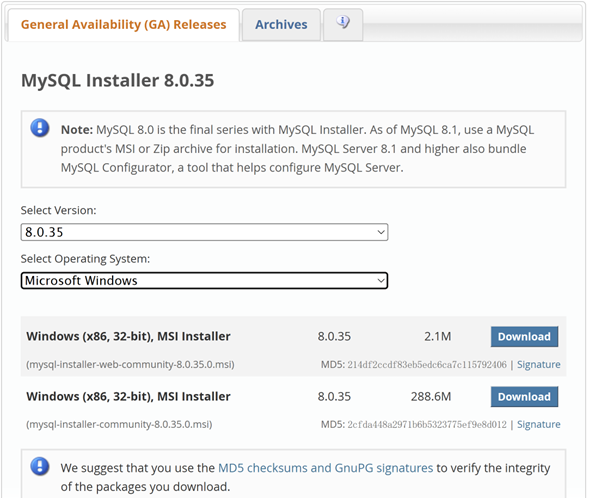 General Availability (GA) Releases
Archives
MySQL Installer 8.0.35
Note: MySQL 8.0 is the final series with MySQL Installer. As of MySQL 8.1, use a MySQL
product's MSI or Zip archive for installation. MySQL Server 8.1 and higher also bundle
MySQL Configurator, a tool that helps configure MySQL Server.
Select Version:
8.0.35
Select Operating System:
Microsoft Windows
Windows (x86, 32-bit), MSI Installer 8.0.35 2.1M Download
(mysql-installer-web-community-8.0.35.0.msi) MD5: 214df2ccdf83eb5edc6ca7c115792406 | Signature
Windows (x86, 32-bit), MSI Installer 8.0.35 288.6M Download
(mysql-installer-community-8.0.35.0.msi) MD5: 2cfda448a2971b6b5323775ef9e8d012 | Signature
We suggest that you use the MD5 checksums and GnuPG signatures to verify the integrity
of the packages you download.